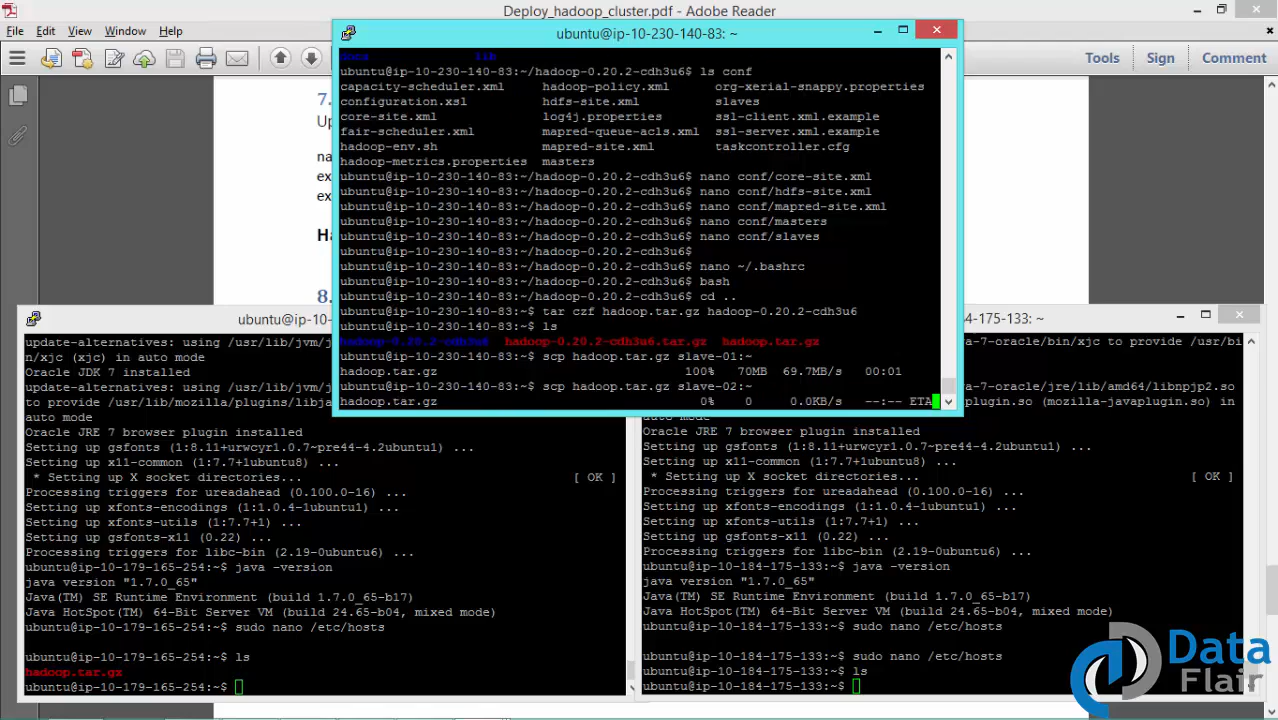 Deploy_hadoop_cluster.pdf - Adobe Reader
File Edit View Window Help
Tools Sign Comment
7.
Up
na
ex
ex
Ha
8.
ubuntu@ip-10-230-140-83: ~
docs lib
ubuntu@ip-10-230-140-83:~/hadoop-0.20.2-cdh3u6$ ls conf
capacity-scheduler.xml hadoop-policy.xml org-xerial-snappy.properties
configuration.xsl hdfs-site.xml slaves
core-site.xml log4j.properties ssl-client.xml.example
fair-scheduler.xml mapred-queue-acls.xml ssl-server.xml.example
hadoop-env.sh mapred-site.xml taskcontroller.cfg
hadoop-metrics.properties masters
ubuntu@ip-10-230-140-83:~/hadoop-0.20.2-cdh3u6$ nano conf/core-site.xml
ubuntu@ip-10-230-140-83:~/hadoop-0.20.2-cdh3u6$ nano conf/hdfs-site.xml
ubuntu@ip-10-230-140-83:~/hadoop-0.20.2-cdh3u6$ nano conf/mapred-site.xml
ubuntu@ip-10-230-140-83:~/hadoop-0.20.2-cdh3u6$ nano conf/masters
ubuntu@ip-10-230-140-83:~/hadoop-0.20.2-cdh3u6$ nano conf/slaves
ubuntu@ip-10-230-140-83:~/hadoop-0.20.2-cdh3u6$
ubuntu@ip-10-230-140-83:~/hadoop-0.20.2-cdh3u6$ nano ~/.bashrc
ubuntu@ip-10-230-140-83:~/hadoop-0.20.2-cdh3u6$ bash
ubuntu@ip-10-230-140-83:~/hadoop-0.20.2-cdh3u6$ cd ..
ubuntu@ip-10-230-140-83:~$ tar czf hadoop.tar.gz hadoop-0.20.2-cdh3u6
ubuntu@ip-10-230-140-83:~$ ls
hadoop-0.20.2-cdh3u6 hadoop-0.20.2-cdh3u6.tar.gz hadoop.tar.gz
ubuntu@ip-10-230-140-83:~$ scp hadoop.tar.gz slave-01:~
hadoop.tar.gz 100% 70MB 69.7MB/s 00:01
ubuntu@ip-10-230-140-83:~$ scp hadoop.tar.gz slave-02:~
hadoop.tar.gz 0% 0 0.0KB/s --:-- ETA
ubuntu@ip-10-1
update-alternatives: using /usr/lib/jvm/j
n/xjc (xjc) in auto mode
Oracle JDK 7 installed
update-alternatives: using /usr/lib/jvm/j
to provide /usr/lib/mozilla/plugins/libja
auto mode
Oracle JRE 7 browser plugin installed
Setting up gsfonts (1:8.11+urwcyr1.0.7~pre44-4.2ubuntu1) ...
Setting up x11-common (1:7.7+1ubuntu8) ...
* Setting up X socket directories... [ OK ]
Processing triggers for ureadahead (0.100.0-16) ...
Setting up xfonts-encodings (1:1.0.4-1ubuntu1) ...
Setting up xfonts-utils (1:7.7+1) ...
Setting up gsfonts-x11 (0.22) ...
Processing triggers for libc-bin (2.19-0ubuntu6) ...
ubuntu@ip-10-179-165-254:~$ java -version
java version "1.7.0_65"
Java(TM) SE Runtime Environment (build 1.7.0_65-b17)
Java HotSpot(TM) 64-Bit Server VM (build 24.65-b04, mixed mode)
ubuntu@ip-10-179-165-254:~$ sudo nano /etc/hosts
ubuntu@ip-10-179-165-254:~$ ls
hadoop.tar.gz
ubuntu@ip-10-179-165-254:~$
84-175-133: ~
a-7-oracle/bin/xjc to provide /usr/bi
a-7-oracle/jre/lib/amd64/libnpjp2.so
plugin.so (mozilla-javaplugin.so) in
auto mode
Oracle JRE 7 browser plugin installed
Setting up gsfonts (1:8.11+urwcyr1.0.7~pre44-4.2ubuntu1) ...
Setting up x11-common (1:7.7+1ubuntu8) ...
* Setting up X socket directories... [ OK ]
Processing triggers for ureadahead (0.100.0-16) ...
Setting up xfonts-encodings (1:1.0.4-1ubuntu1) ...
Setting up xfonts-utils (1:7.7+1) ...
Setting up gsfonts-x11 (0.22) ...
Processing triggers for libc-bin (2.19-0ubuntu6) ...
ubuntu@ip-10-184-175-133:~$ java -version
java version "1.7.0_65"
Java(TM) SE Runtime Environment (build 1.7.0_65-b17)
Java HotSpot(TM) 64-Bit Server VM (build 24.65-b04, mixed mode)
ubuntu@ip-10-184-175-133:~$ sudo nano /etc/hosts
ubuntu@ip-10-184-175-133:~$ sudo nano /etc/hosts
ubuntu@ip-10-184-175-133:~$ ls
ubuntu@ip-10-184-175-133:~$
Data
Flair